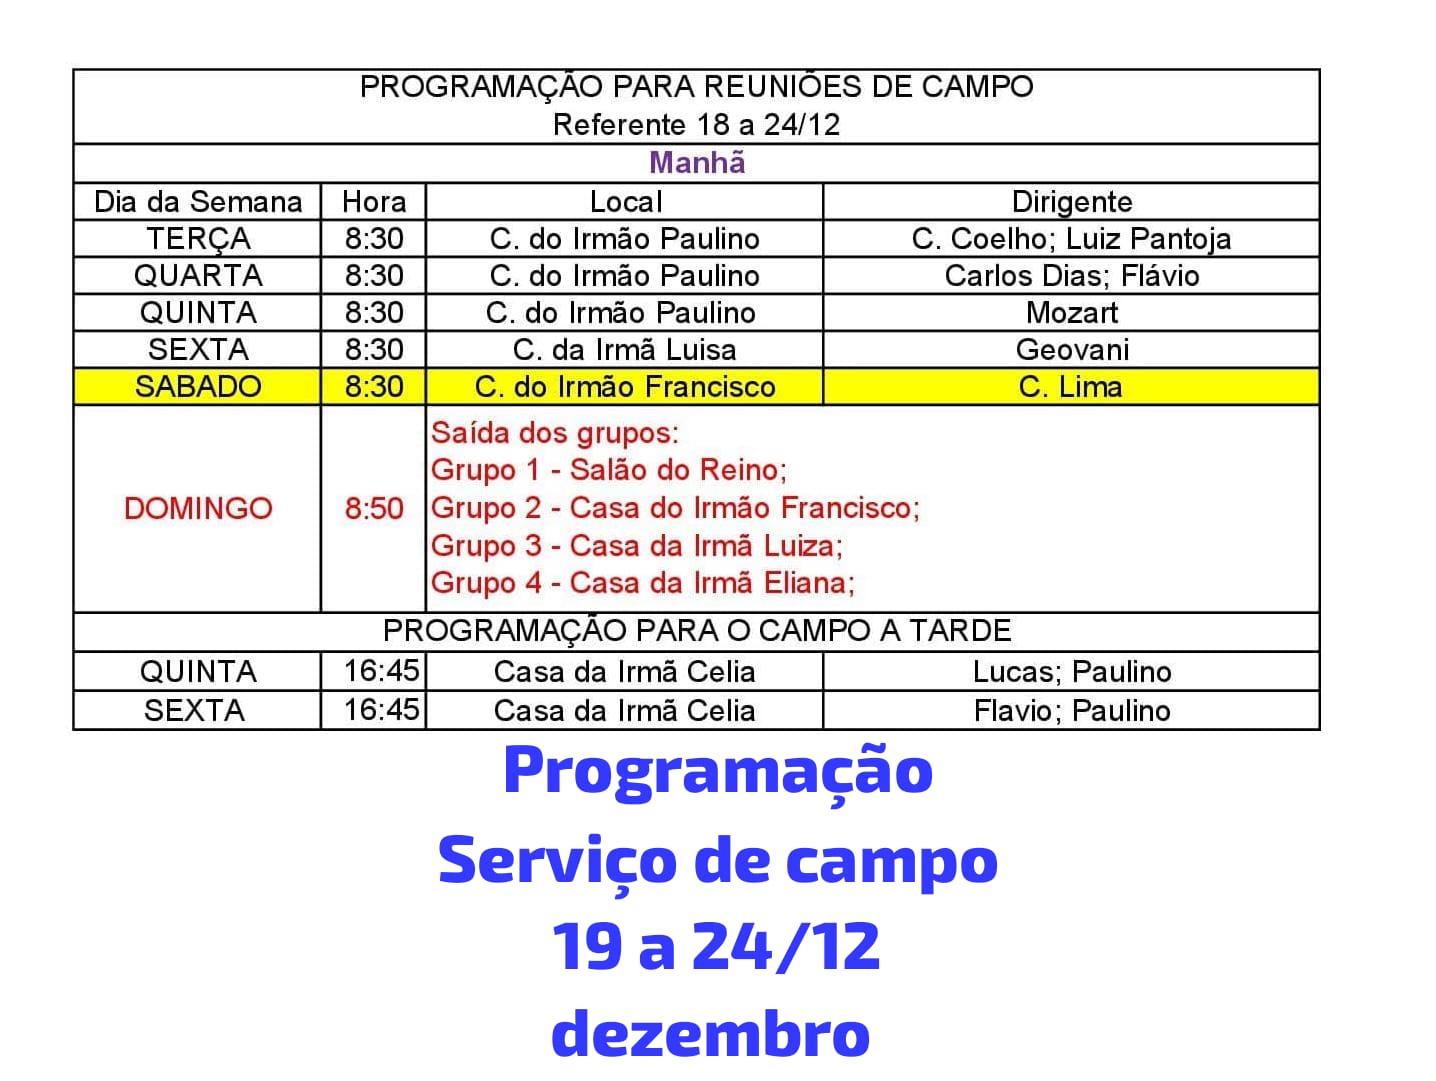 PROGRAMAÇÃO PARA REUNIÕES DE CAMPO
Referente 18 a 24/12
Manhã
Dia da Semana Hora Local Dirigente
TERÇA 8:30 C. do Irmão Paulino C. Coelho; Luiz Pantoja
QUARTA 8:30 C. do Irmão Paulino Carlos Dias; Flávio
QUINTA 8:30 C. do Irmão Paulino Mozart
SEXTA 8:30 C. da Irmã Luisa Geovani
SABADO 8:30 C. do Irmão Francisco C. Lima
DOMINGO 8:50
Saída dos grupos:
Grupo 1 - Salão do Reino;
Grupo 2 - Casa do Irmão Francisco;
Grupo 3 - Casa da Irmã Luiza;
Grupo 4 - Casa da Irmã Eliana;
PROGRAMAÇÃO PARA O CAMPO A TARDE
QUINTA 16:45 Casa da Irmã Celia Lucas; Paulino
SEXTA 16:45 Casa da Irmã Celia Flavio; Paulino
Programação
Serviço de campo
19 a 24/12
dezembro